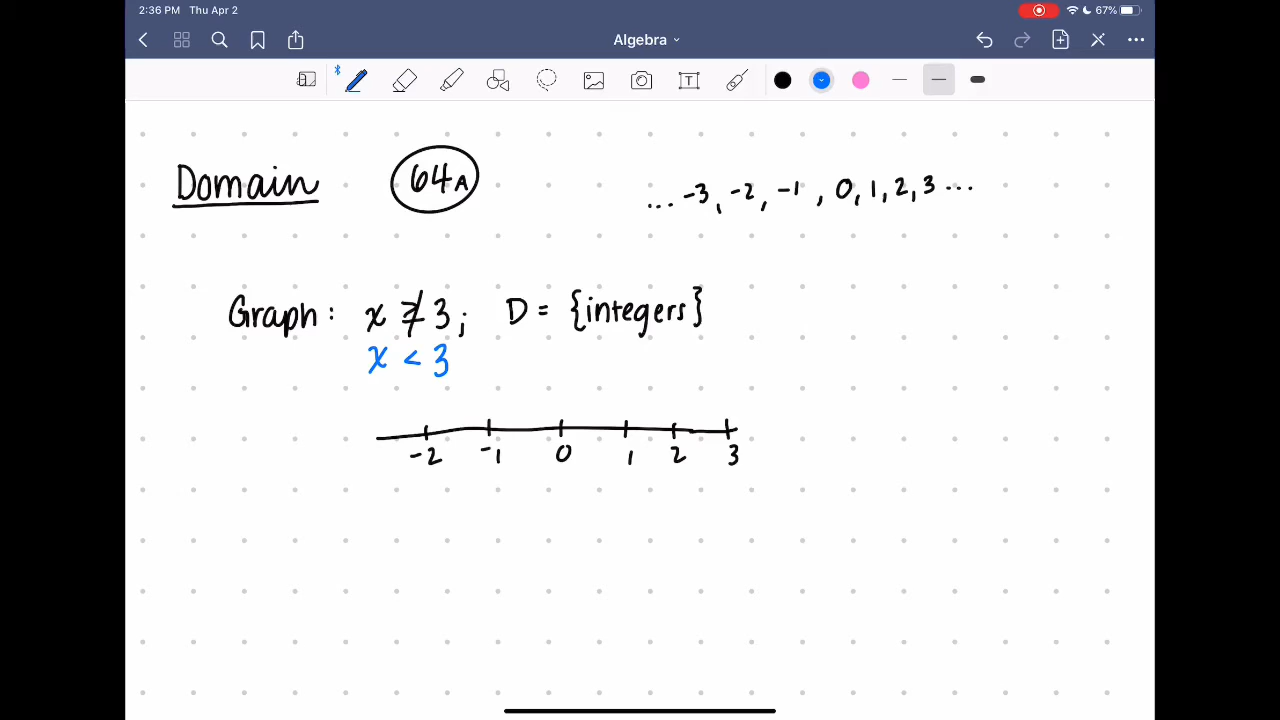 2:36 PM Thu Apr 2 67%
Algebra
Domain 64A ... -3, -2, -1, 0, 1, 2, 3 ...
Graph: x ≱ 3; D = {integers}
x < 3
-2 -1 0 1 2 3